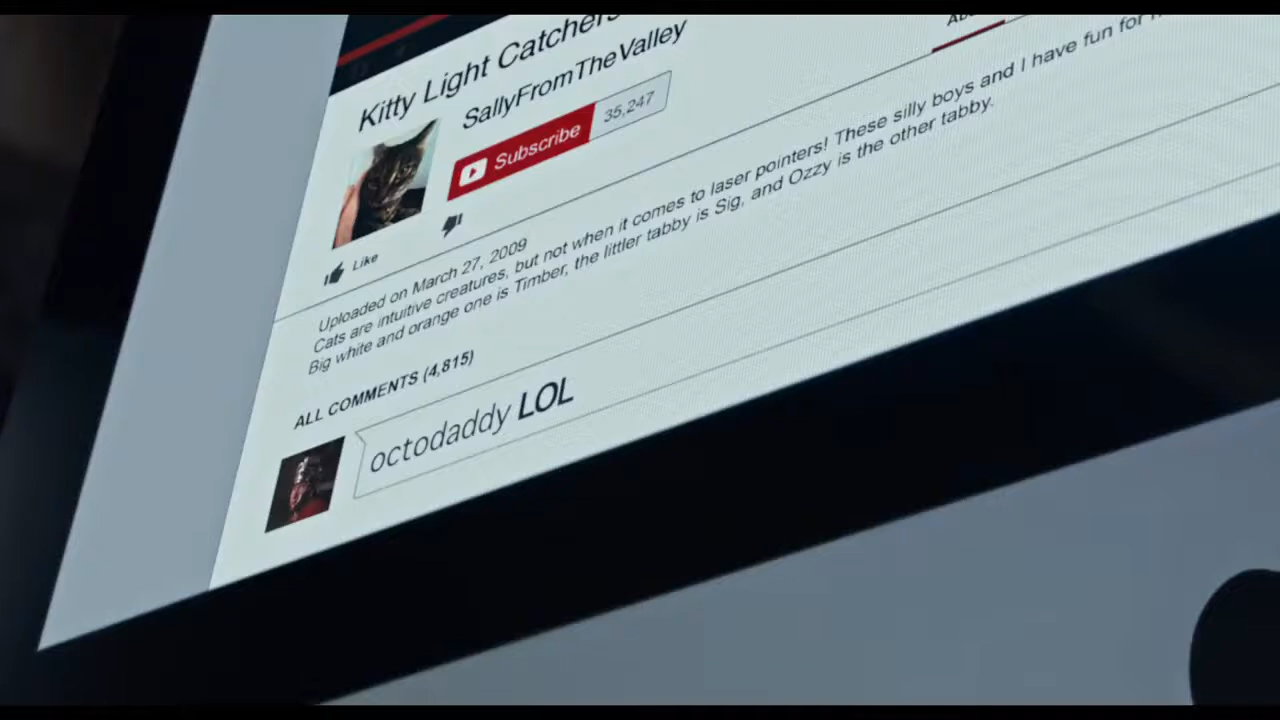 Kitty Light Catchers
SallyFromTheValley
Subscribe 35,247
Like
Uploaded on March 27, 2009
Cats are intuitive creatures, but not when it comes to laser pointers! These silly boys and I have fun for
Big white and orange one is Timber, the littler tabby is Sig, and Ozzy is the other tabby.
ALL COMMENTS (4,815)
octodaddy LOL